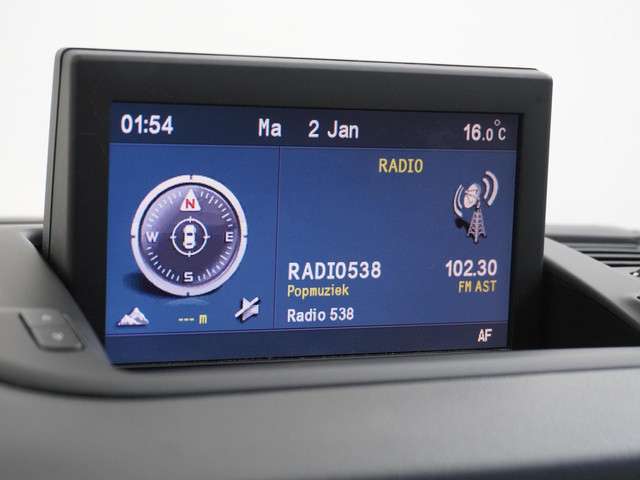 01:54 Ma 2 Jan 16.0°C
RADIO
N
W E
S
RADIO538 102.30
Popmuziek FM AST
--- m Radio 538
AF